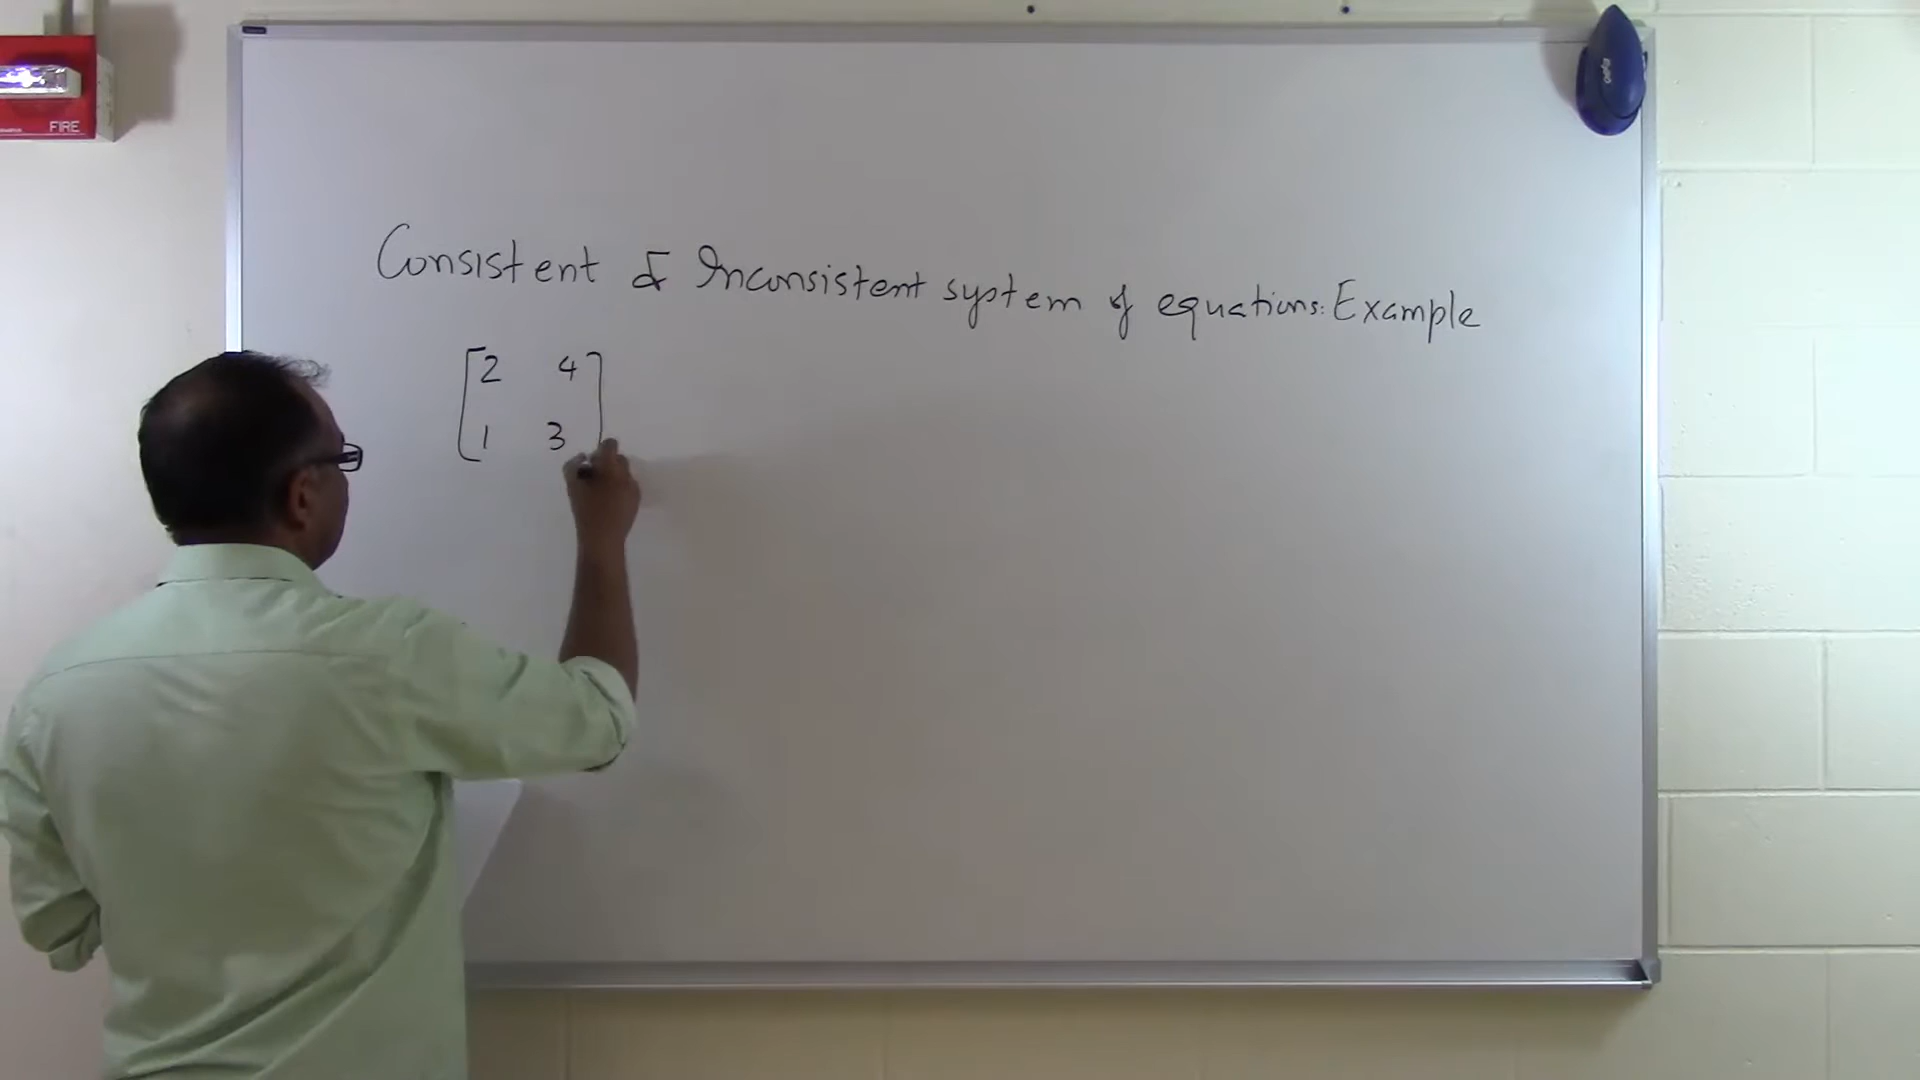 FIRE
Consistent & Inconsistent system of equations: Example
2 4
1 3